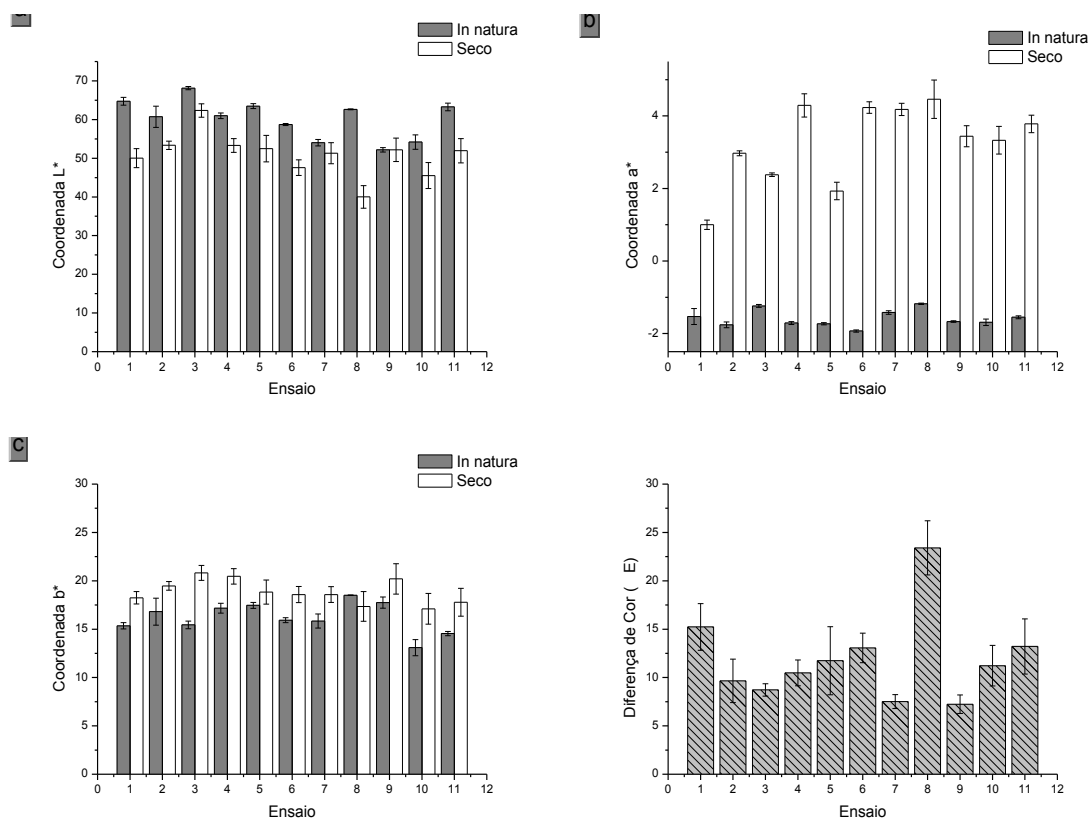 a
In natura
Seco
70
60
50
40
30
20
10
0
Coordenada L*
0 1 2 3 4 5 6 7 8 9 10 11 12
Ensaio
b
In natura
Seco
4
2
0
-2
Coordenada a*
0 1 2 3 4 5 6 7 8 9 10 11 12
Ensaio
c
In natura
Seco
30
25
20
15
10
5
0
Coordenada b*
0 1 2 3 4 5 6 7 8 9 10 11 12
Ensaio
30
25
20
15
10
5
0
Diferença de Cor ( E)
0 1 2 3 4 5 6 7 8 9 10 11 12
Ensaio